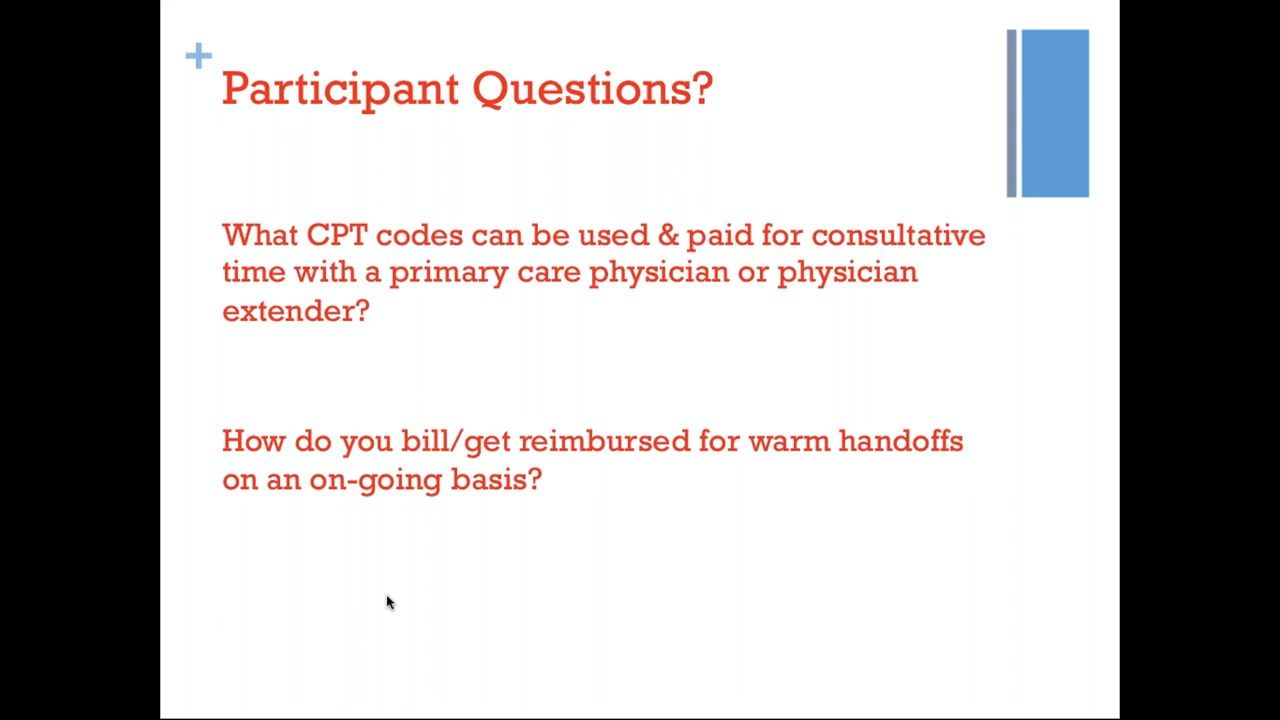 +
Participant Questions?
What CPT codes can be used & paid for consultative
time with a primary care physician or physician
extender?
How do you bill/get reimbursed for warm handoffs
on an on-going basis?